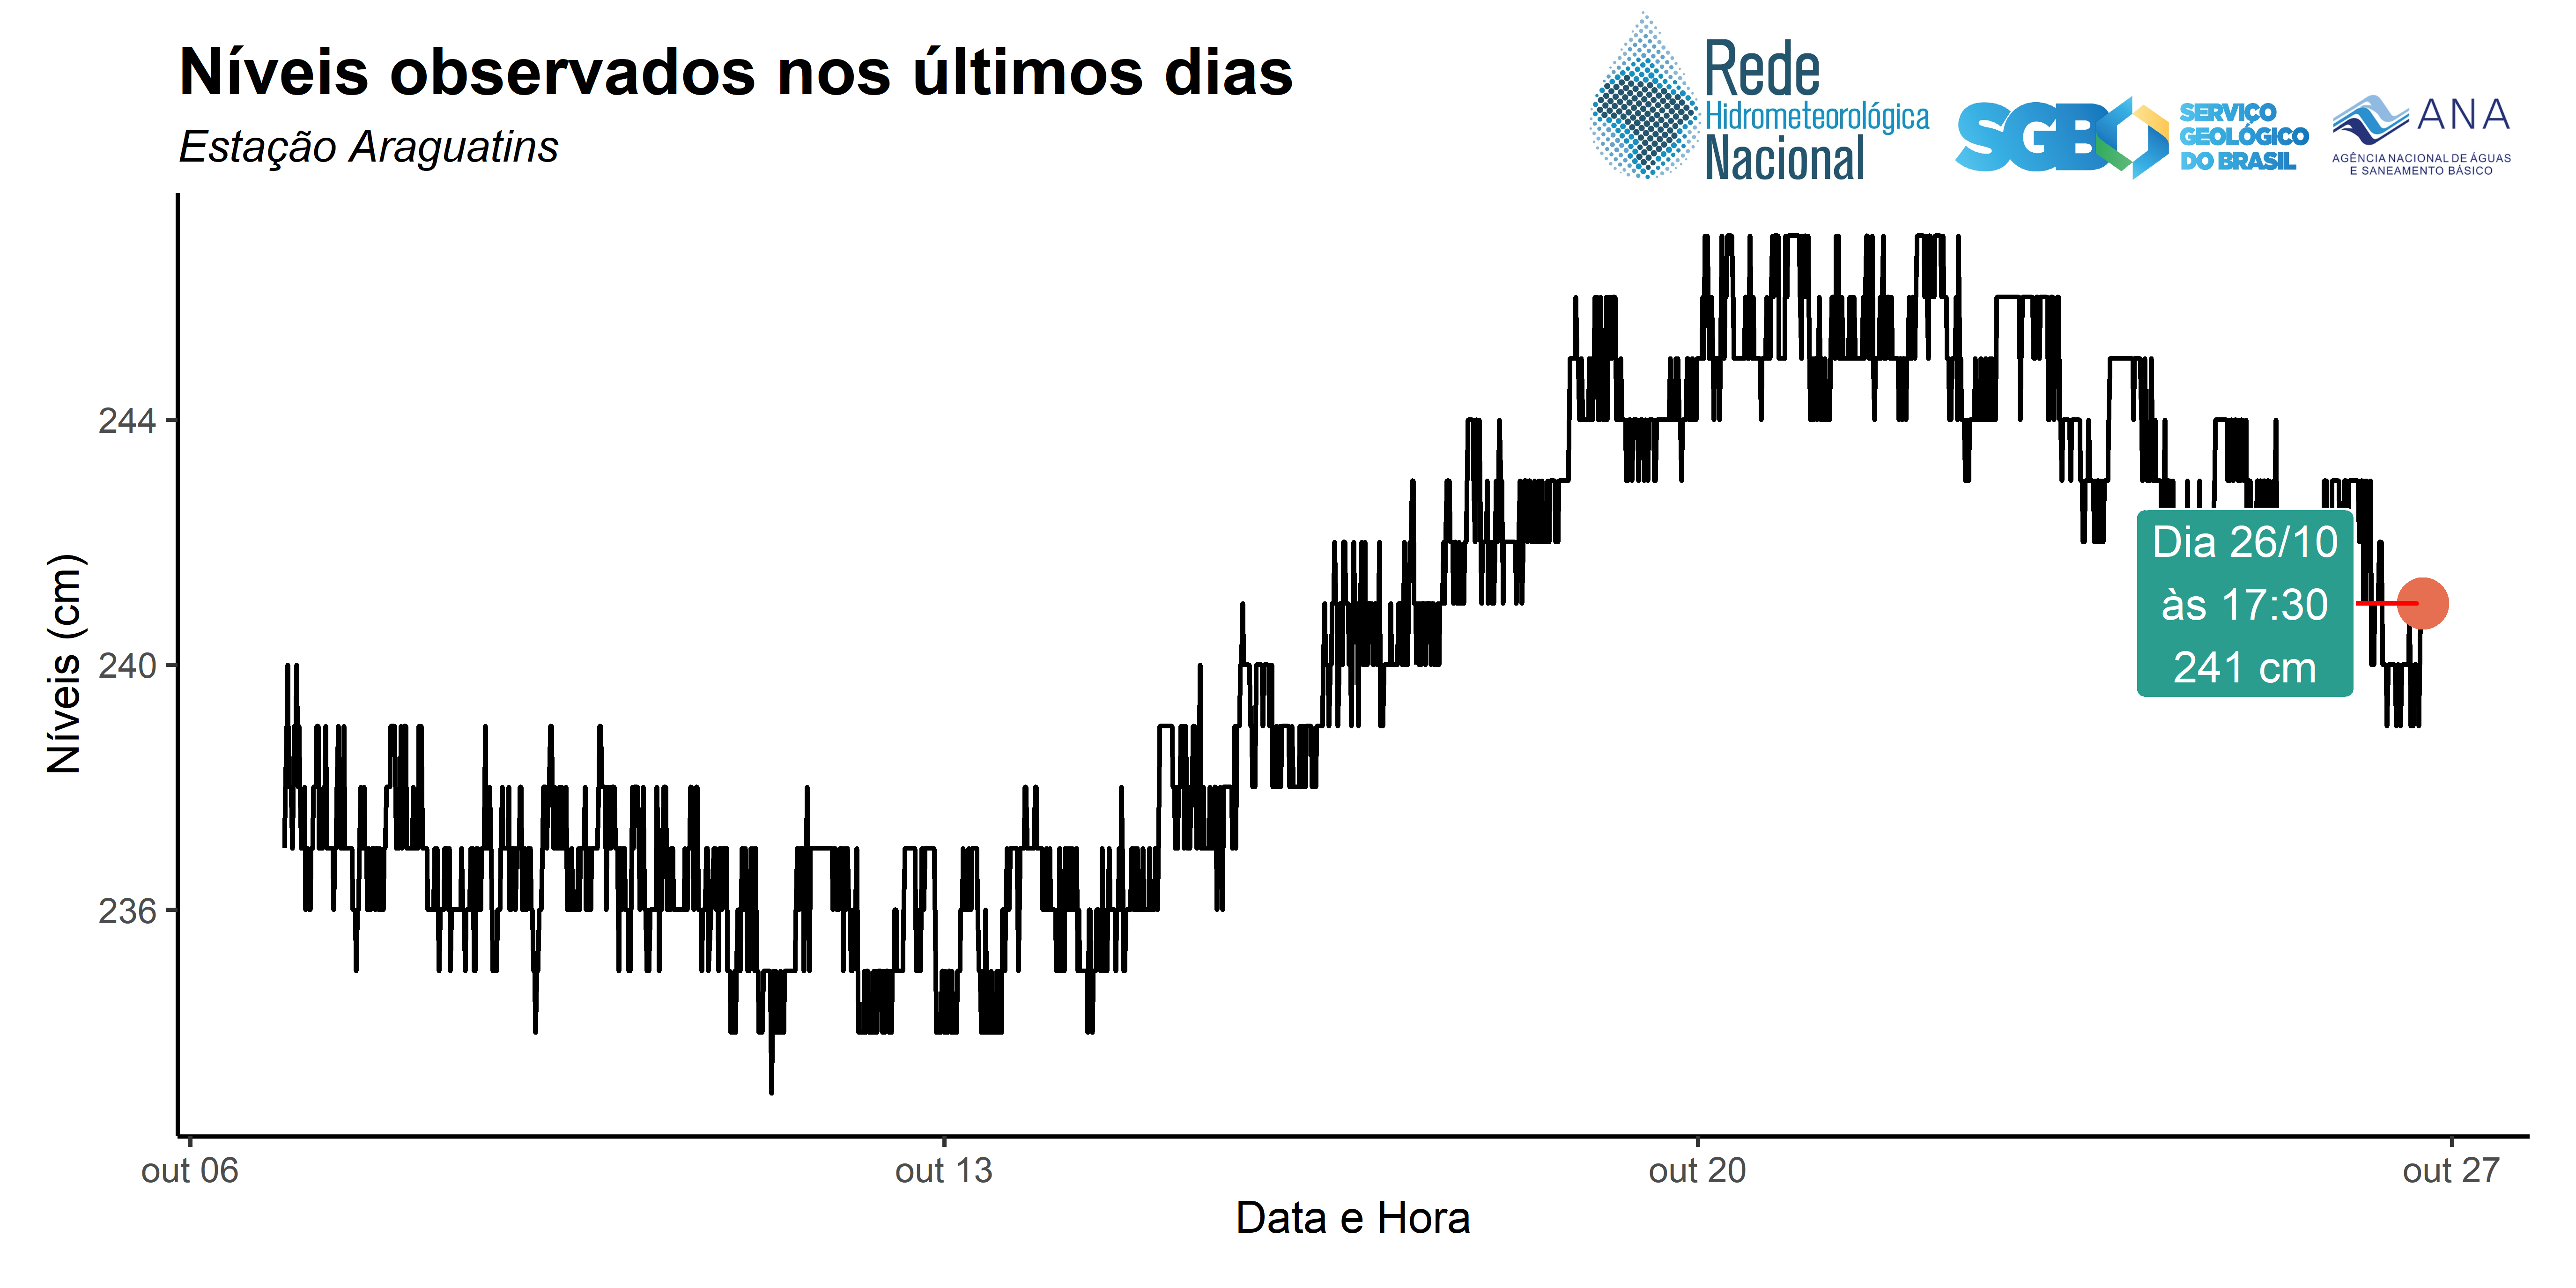 Níveis observados nos últimos dias
Estação Araguatins
Rede
Hidrometeorológica
Nacional
SGB
SERVIÇO
GEOLÓGICO
DO BRASIL
ANA
AGÊNCIA NACIONAL DE ÁGUAS
E SANEAMENTO BÁSICO
Níveis (cm)
244
240
236
Dia 26/10
às 17:30
241 cm
out 06
out 13
out 20
out 27
Data e Hora